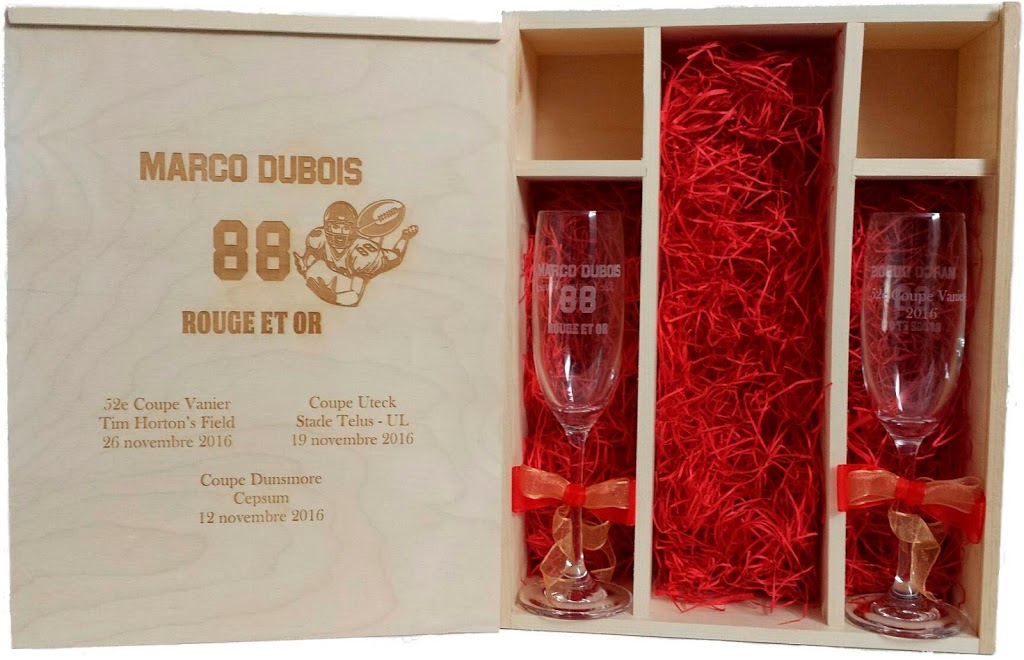 MARCO DUBOIS
88
88
ROUGE ET OR
52e Coupe Vanier
Tim Horton's Field
26 novembre 2016
Coupe Uteck
Stade Telus - UL
19 novembre 2016
Coupe Dunsmore
Cepsum
12 novembre 2016
MARCO DUBOIS
88
ROUGE ET OR
52e Coupe Vanier
2016